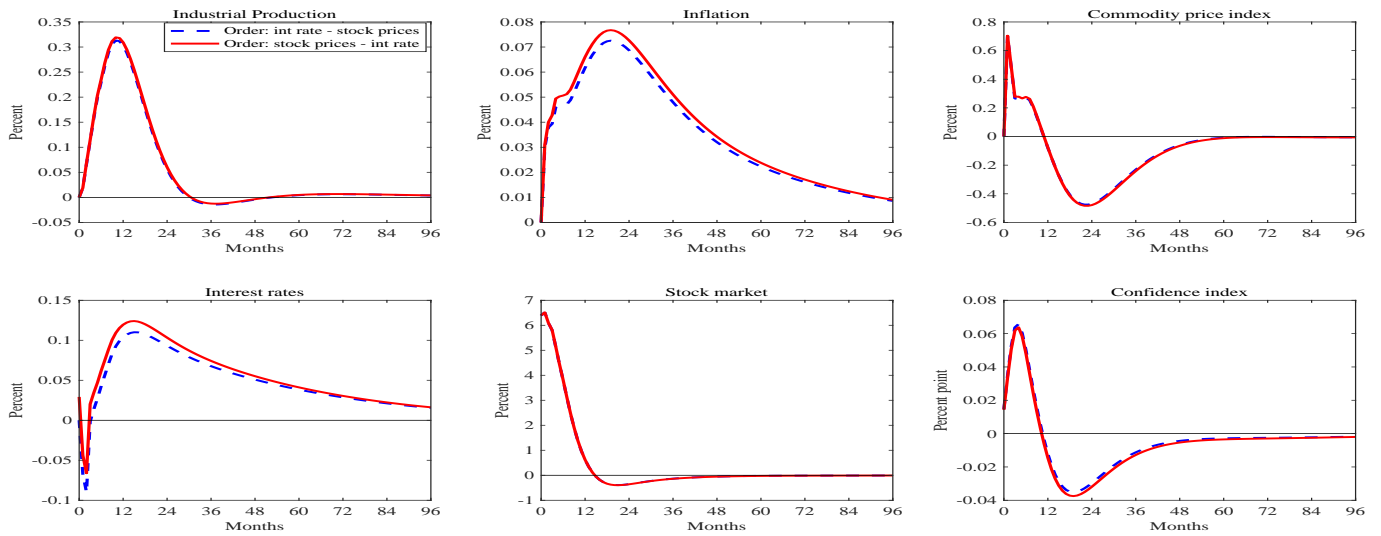 Industrial Production
Order: int rate - stock prices
Order: stock prices - int rate
0.35
0.3
0.25
0.2
0.15
0.1
0.05
0
-0.05
Percent
0 12 24 36 48 60 72 84 96
Months
Inflation
0.08
0.07
0.06
0.05
0.04
0.03
0.02
0.01
0
Percent
0 12 24 36 48 60 72 84 96
Months
Commodity price index
0.8
0.6
0.4
0.2
0
-0.2
-0.4
-0.6
Percent
0 12 24 36 48 60 72 84 96
Months
Interest rates
0.15
0.1
0.05
0
-0.05
-0.1
Percent
0 12 24 36 48 60 72 84 96
Months
Stock market
7
6
5
4
3
2
1
0
-1
Percent
0 12 24 36 48 60 72 84 96
Months
Confidence index
0.08
0.06
0.04
0.02
0
-0.02
-0.04
Percent point
0 12 24 36 48 60 72 84 96
Months